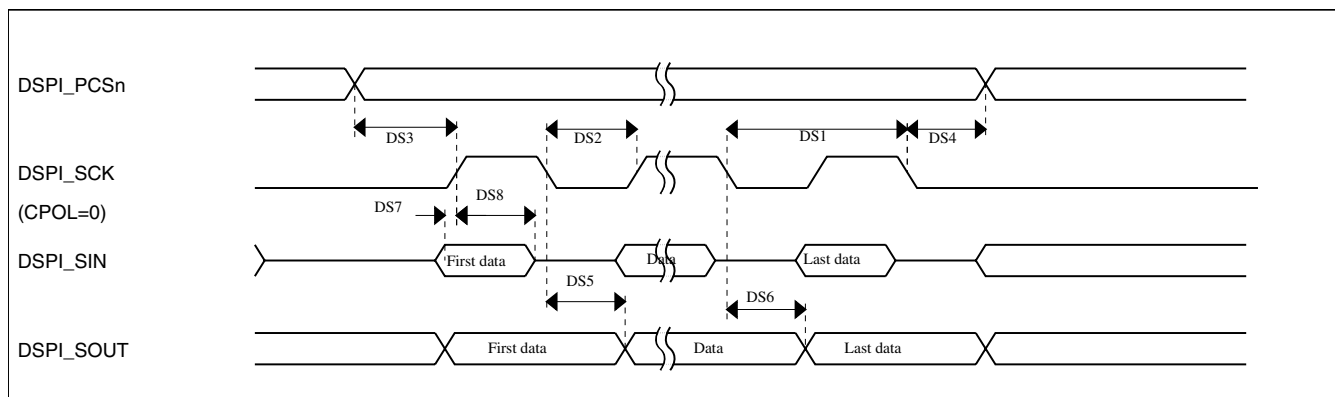 DSPI_PCSn
DS3
DS2
DS1
DS4
DSPI_SCK
(CPOL=0)
DS7
DS8
DSPI_SIN
First data
Data
Last data
DS5
DS6
DSPI_SOUT
First data
Data
Last data